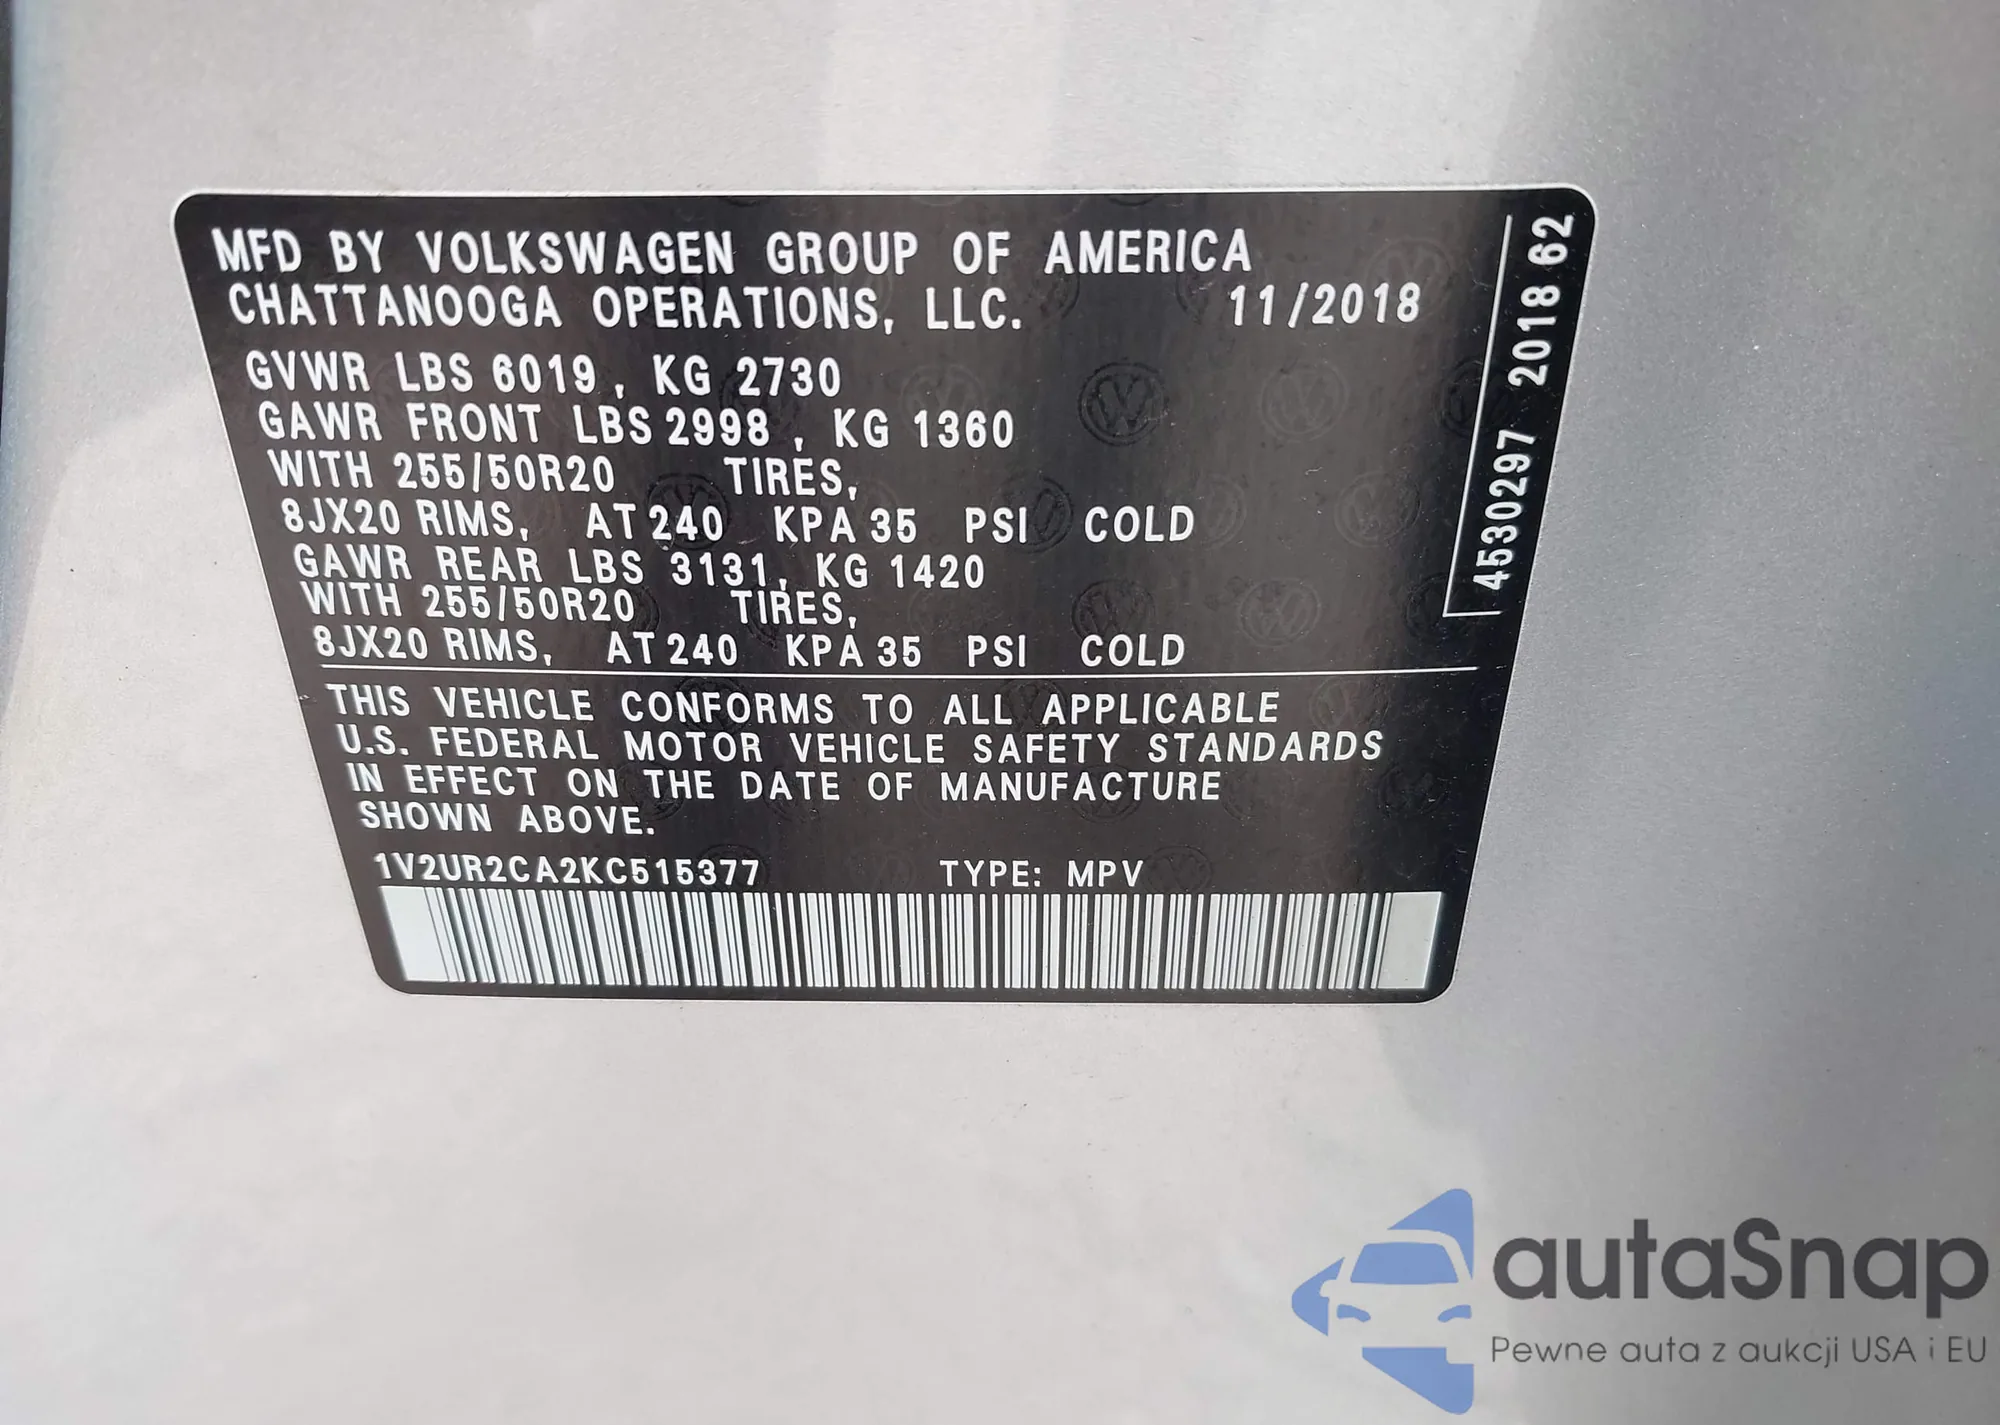 MFD BY VOLKSWAGEN GROUP OF AMERICA
CHATTANOOGA OPERATIONS, LLC. 11/2018
GVWR LBS 6019 , KG 2730
GAWR FRONT LBS 2998 , KG 1360
WITH 255/50R20 TIRES,
8JX20 RIMS, AT 240 KPA 35 PSI COLD
GAWR REAR LBS 3131, KG 1420
WITH 255/50R20 TIRES,
8JX20 RIMS, AT 240 KPA 35 PSI COLD
THIS VEHICLE CONFORMS TO ALL APPLICABLE
U.S. FEDERAL MOTOR VEHICLE SAFETY STANDARDS
IN EFFECT ON THE DATE OF MANUFACTURE
SHOWN ABOVE.
1V2UR2CA2KC515377 TYPE: MPV
4530297 2018 62
autaSnap
Pewne auta z aukcji USA i EU